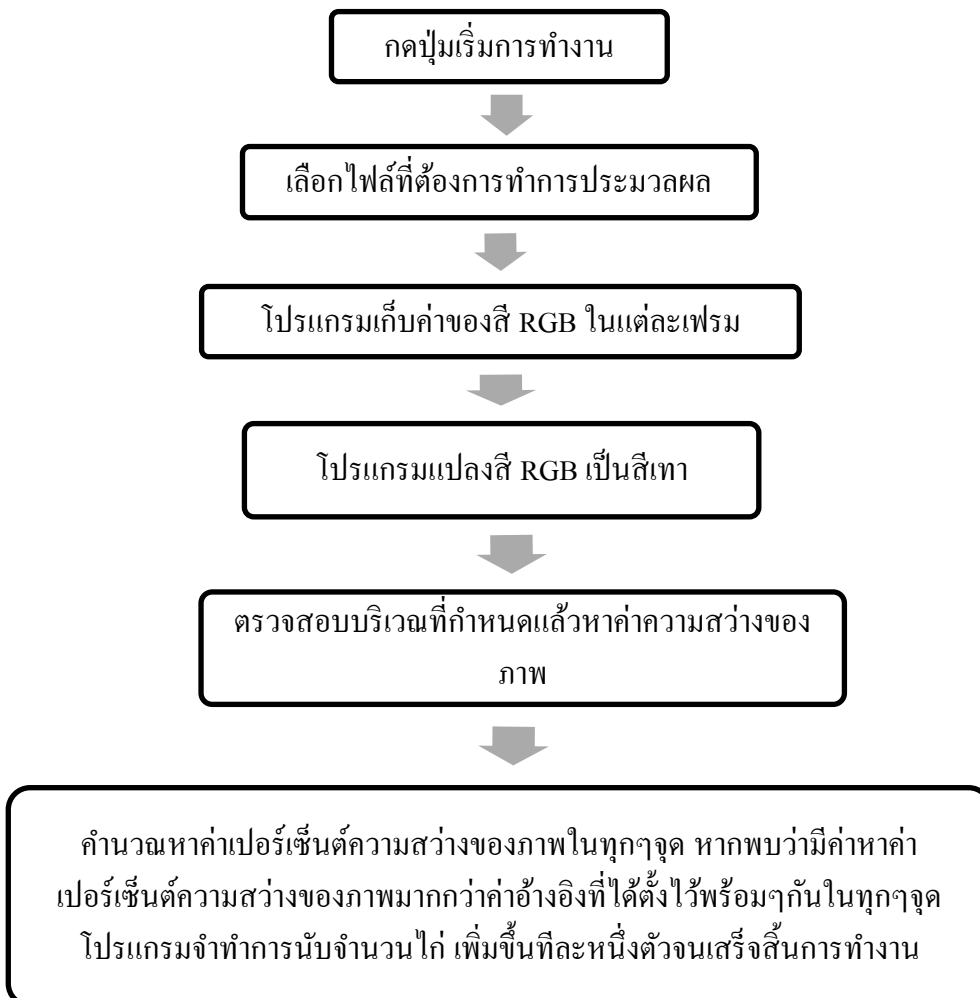 กดปุ่มเริ่มการทำงาน
เลือกไฟล์ที่ต้องการทำการประมวลผล
โปรแกรมเก็บค่าของสี RGB ในแต่ละเฟรม
โปรแกรมแปลงสี RGB เป็นสีเทา
ตรวจสอบบริเวณที่กำหนดแล้วหาค่าความสว่างของ
ภาพ
คำนวณหาค่าเปอร์เซ็นต์ความสว่างของภาพในทุกๆจุด หากพบว่ามีค่าหาค่า
เปอร์เซ็นต์ความสว่างของภาพมากกว่าค่าอ้างอิงที่ได้ตั้งไว้พร้อมๆกันในทุกๆจุด
โปรแกรมจำทำการนับจำนวนไก่ เพิ่มขึ้นทีละหนึ่งตัวจนเสร็จสิ้นการทำงาน